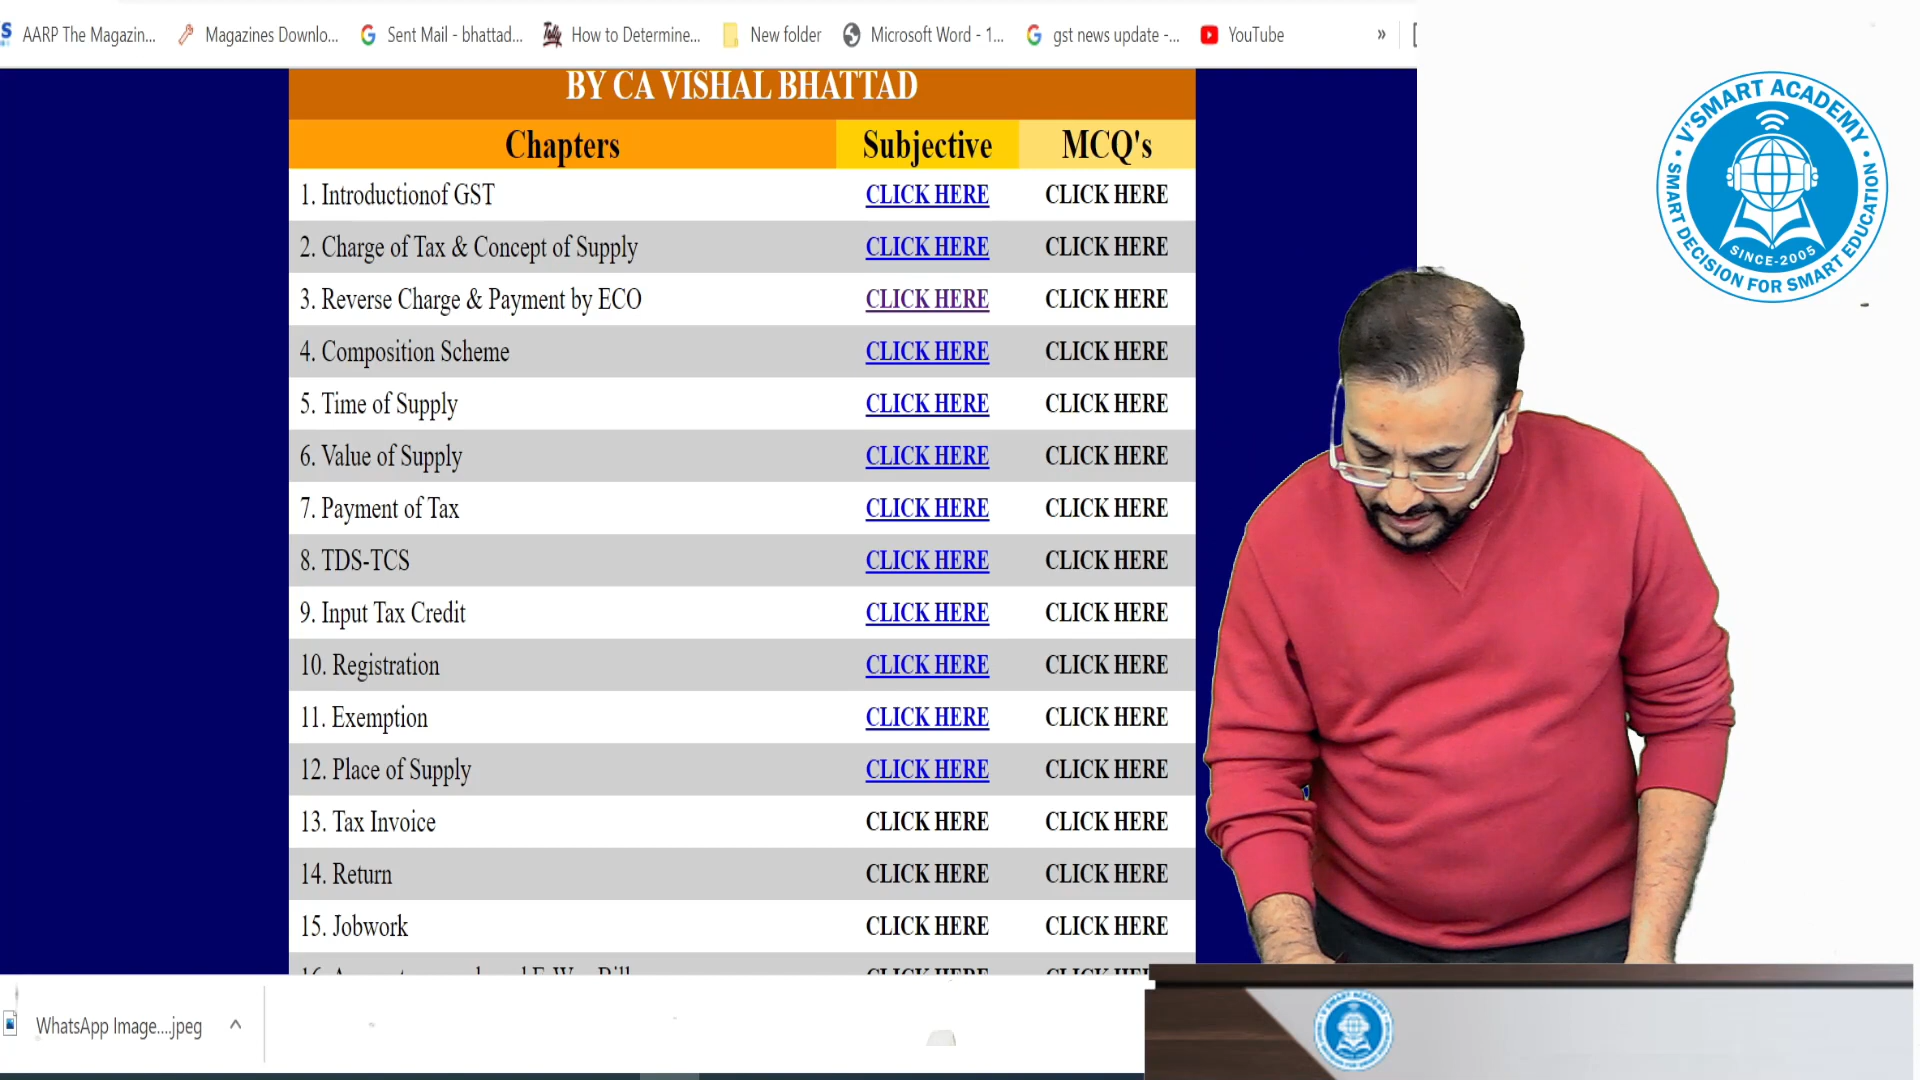 AARP The Magazin... Magazines Downlo... Sent Mail - bhattad... How to Determine... New folder Microsoft Word - 1... gst news update -... YouTube »
BY CA VISHAL BHATTAD
Chapters Subjective MCQ's
1. Introductionof GST CLICK HERE CLICK HERE
2. Charge of Tax & Concept of Supply CLICK HERE CLICK HERE
3. Reverse Charge & Payment by ECO CLICK HERE CLICK HERE
4. Composition Scheme CLICK HERE CLICK HERE
5. Time of Supply CLICK HERE CLICK HERE
6. Value of Supply CLICK HERE CLICK HERE
7. Payment of Tax CLICK HERE CLICK HERE
8. TDS-TCS CLICK HERE CLICK HERE
9. Input Tax Credit CLICK HERE CLICK HERE
10. Registration CLICK HERE CLICK HERE
11. Exemption CLICK HERE CLICK HERE
12. Place of Supply CLICK HERE CLICK HERE
13. Tax Invoice CLICK HERE CLICK HERE
14. Return CLICK HERE CLICK HERE
15. Jobwork CLICK HERE CLICK HERE
WhatsApp Image....jpeg
V'SMART ACADEMY
SINCE-2005
SMART DECISION FOR SMART EDUCATION